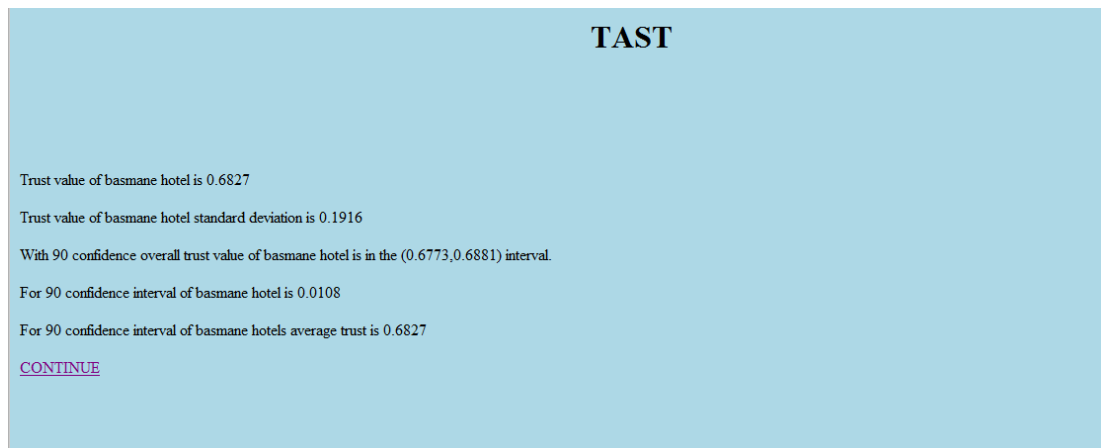 TAST
Trust value of basmane hotel is 0.6827
Trust value of basmane hotel standard deviation is 0.1916
With 90 confidence overall trust value of basmane hotel is in the (0.6773,0.6881) interval.
For 90 confidence interval of basmane hotel is 0.0108
For 90 confidence interval of basmane hotels average trust is 0.6827
CONTINUE